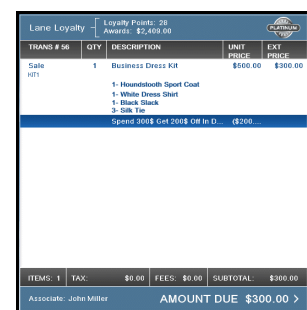 Lane Loyalty
Loyalty Points: 28
Awards: $2,409.00
PLATINUM
TRANS # 56 QTY DESCRIPTION UNIT PRICE EXT PRICE
Sale 1 Business Dress Kit $500.00 $300.00
KIT1
1- Houndstooth Sport Coat
1- White Dress Shirt
1- Black Slack
3- Silk Tie
Spend 300$ Get 200$ Off In D... ($200....
ITEMS: 1 TAX: $0.00 FEES: $0.00 SUBTOTAL: $300.00
Associate: John Miller AMOUNT DUE $300.00 >